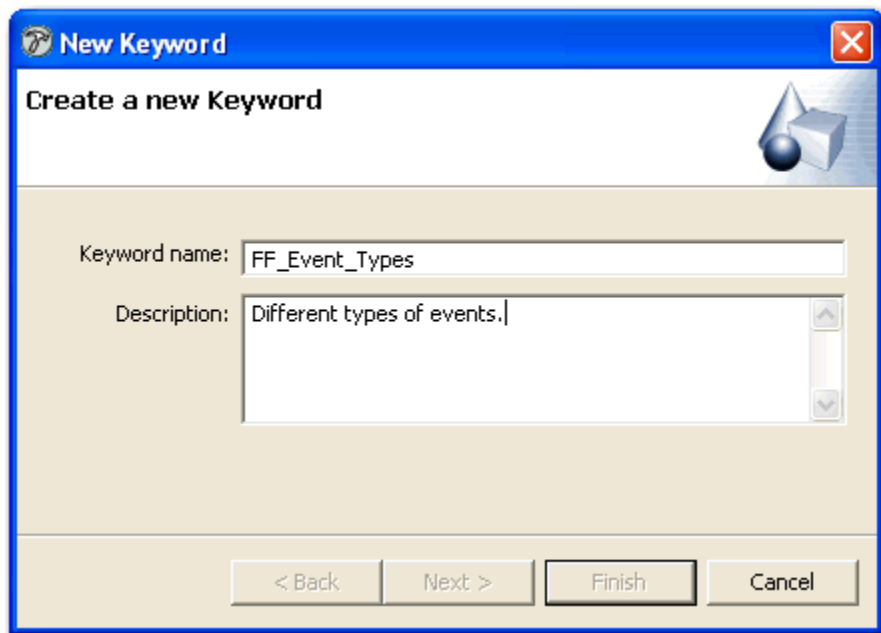 New Keyword
Create a new Keyword
Keyword name: FF_Event_Types
Description: Different types of events.
< Back Next > Finish Cancel